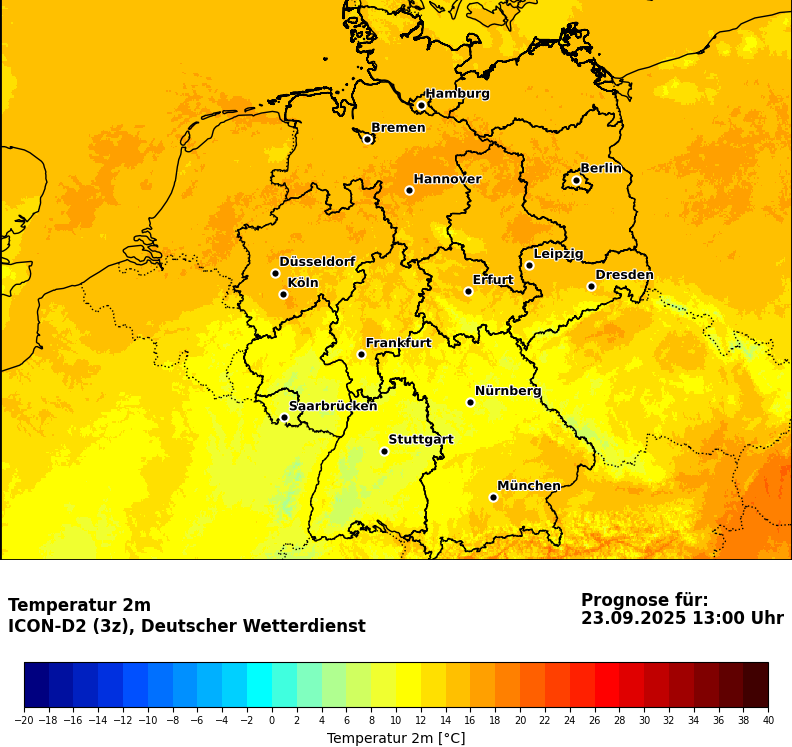 Hamburg
Bremen
Berlin
Hannover
Leipzig
Düsseldorf
Dresden
Köln
Erfurt
Frankfurt
Nürnberg
Saarbrücken
Stuttgart
München
Temperatur 2m
ICON-D2 (3z), Deutscher Wetterdienst
Prognose für:
23.09.2025 13:00 Uhr
−20 −18 −16 −14 −12 −10 −8 −6 −4 −2 0 2 4 6 8 10 12 14 16 18 20 22 24 26 28 30 32 34 36 38 40
Temperatur 2m [°C]